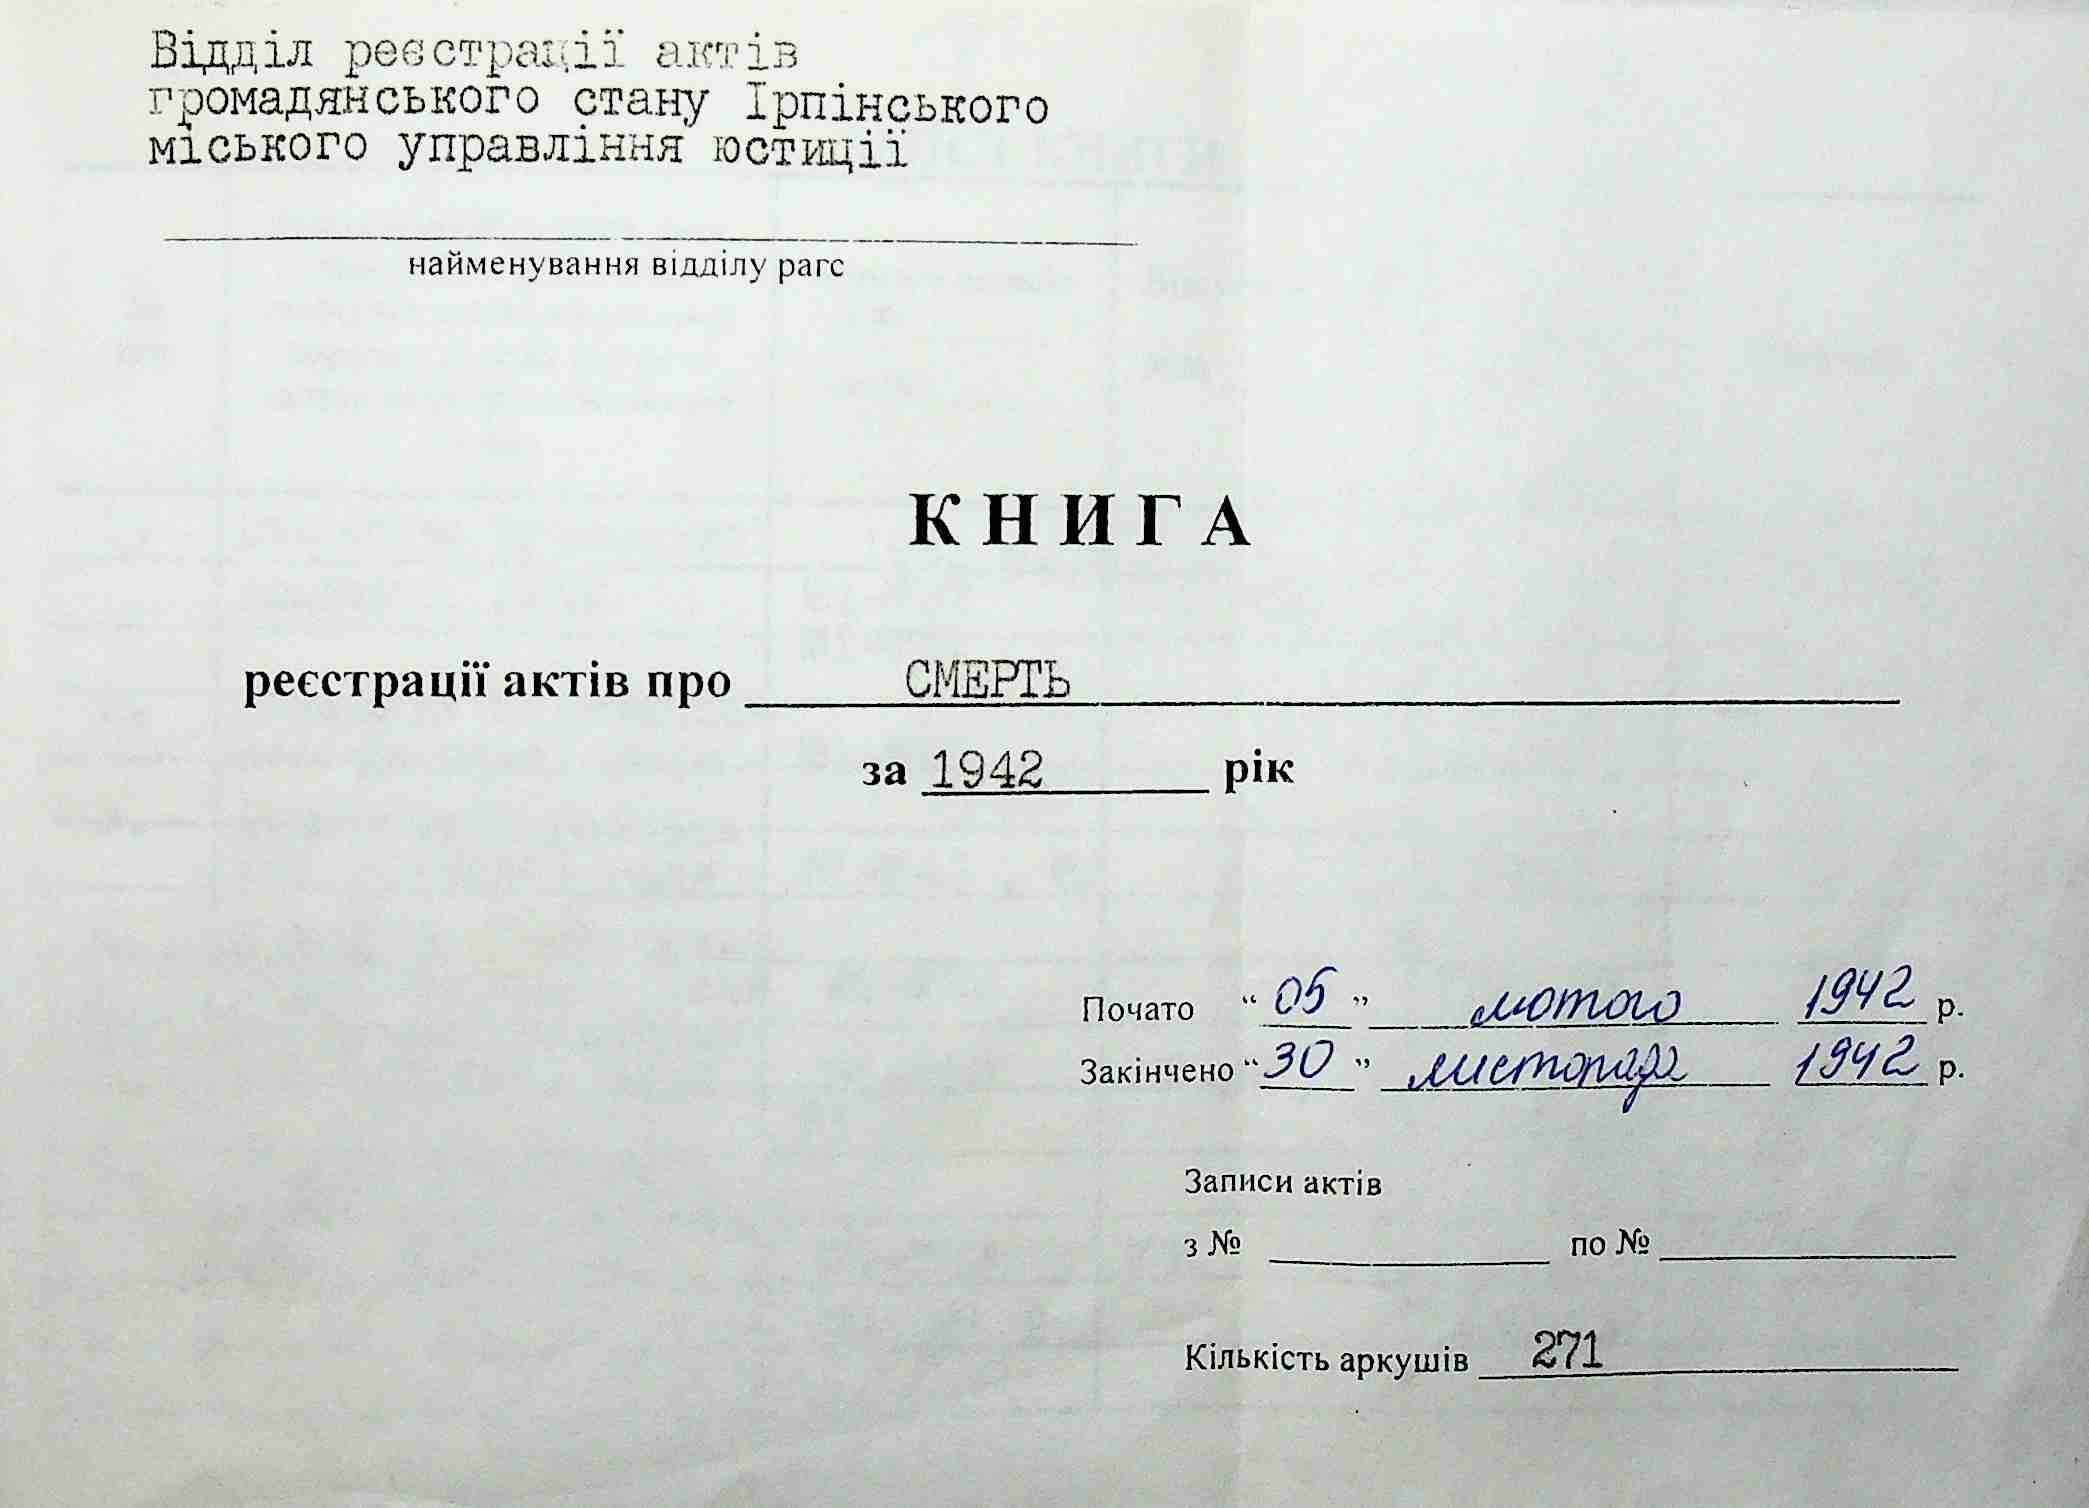 Відділ реєстрації актів
громадянського стану Ірпінського
міського управління юстиції
найменування відділу рагс
КНИГА
реєстрації актів про СМЕРТЬ
за 1942 рік
Почато “ 05 ” лютого 1942 р.
Закінчено “ 30 ” листопада 1942 р.
Записи актів
з № по №
Кількість аркушів 271